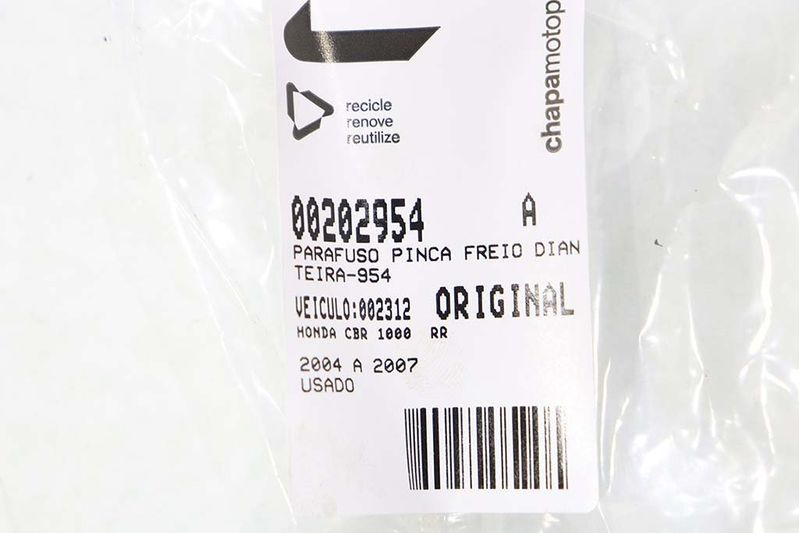 recicle
renove
reutilize
chapamotop
00202954 A
PARAFUSO PINCA FREIO DIAN
TEIRA-954
VEICULO:002312 ORIGINAL
HONDA CBR 1000 RR
2004 A 2007
USADO